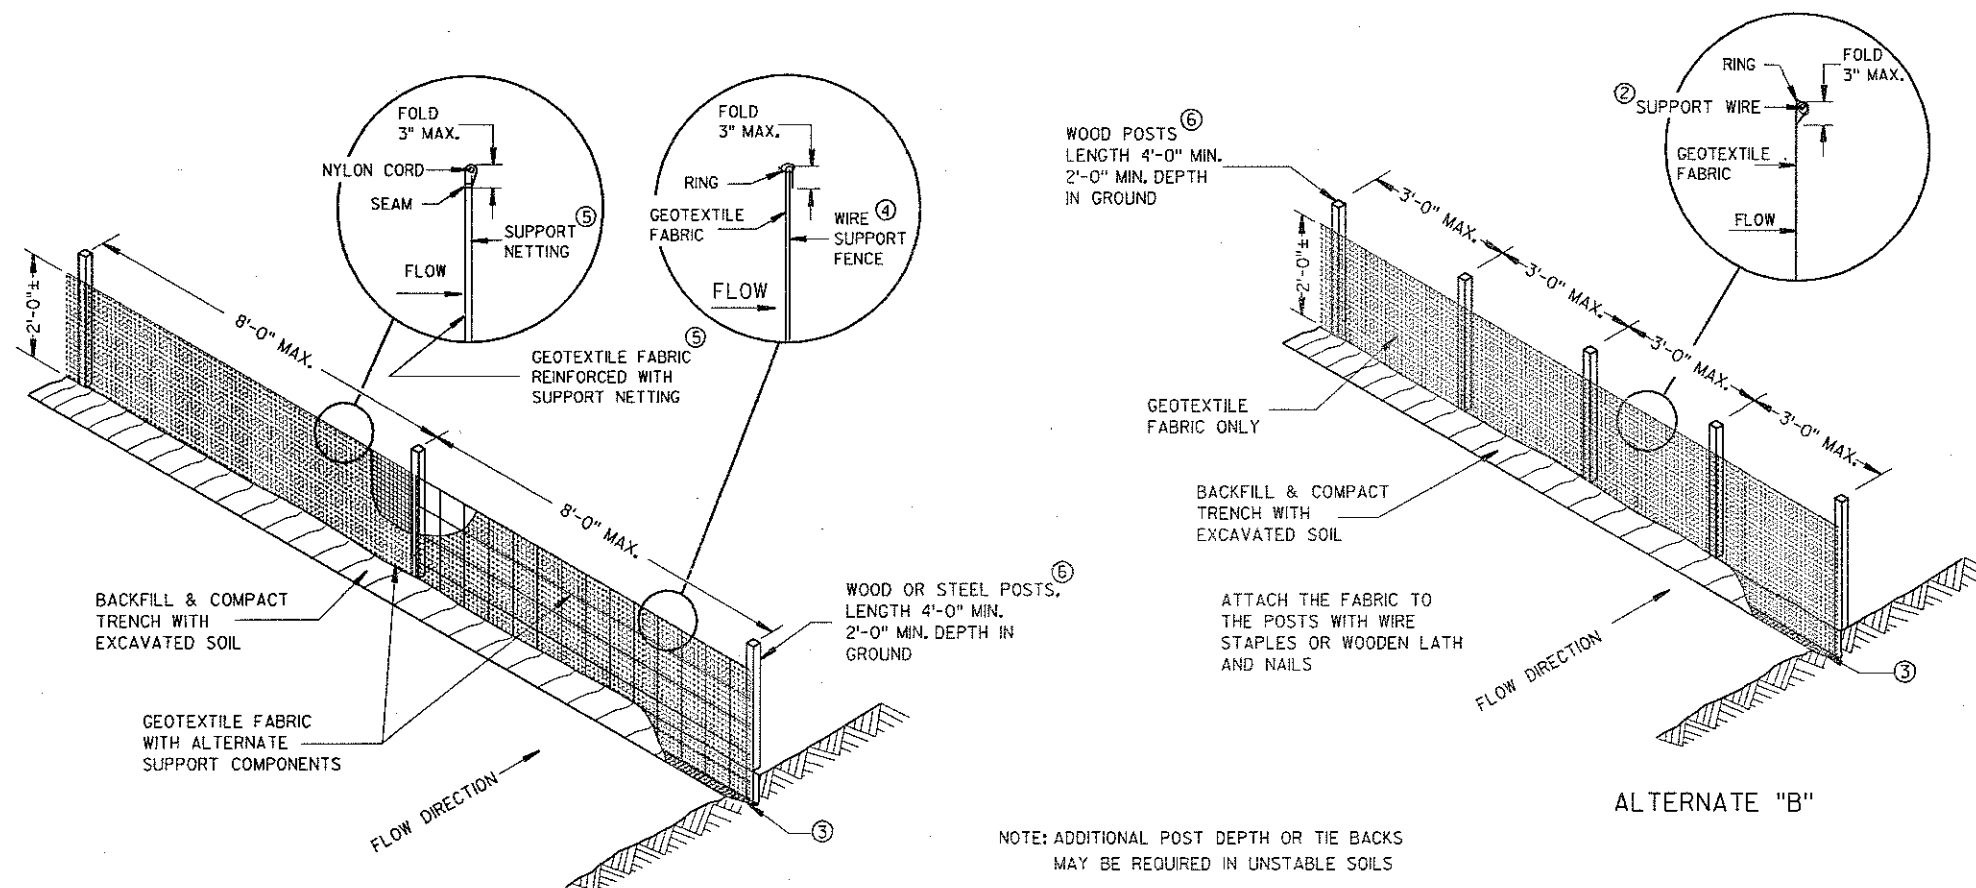 FOLD
3" MAX.
NYLON CORD
SEAM
SUPPORT ⑤
NETTING
FLOW
GEOTEXTILE FABRIC ⑤
REINFORCED WITH
SUPPORT NETTING
FOLD
3" MAX.
RING
GEOTEXTILE
FABRIC
WIRE ④
SUPPORT
FENCE
FLOW
2'-0"±
8'-0" MAX.
8'-0" MAX.
BACKFILL & COMPACT
TRENCH WITH
EXCAVATED SOIL
GEOTEXTILE FABRIC
WITH ALTERNATE
SUPPORT COMPONENTS
FLOW DIRECTION
WOOD OR STEEL POSTS, ⑥
LENGTH 4'-0" MIN.
2'-0" MIN. DEPTH IN
GROUND
③
RING
FOLD
3" MAX.
② SUPPORT WIRE
GEOTEXTILE
FABRIC
FLOW
WOOD POSTS ⑥
LENGTH 4'-0" MIN.
2'-0" MIN. DEPTH
IN GROUND
2'-0"±
3'-0" MAX.
3'-0" MAX.
3'-0" MAX.
3'-0" MAX.
GEOTEXTILE
FABRIC ONLY
BACKFILL & COMPACT
TRENCH WITH
EXCAVATED SOIL
ATTACH THE FABRIC TO
THE POSTS WITH WIRE
STAPLES OR WOODEN LATH
AND NAILS
FLOW DIRECTION
③
ALTERNATE "B"
NOTE: ADDITIONAL POST DEPTH OR TIE BACKS
MAY BE REQUIRED IN UNSTABLE SOILS